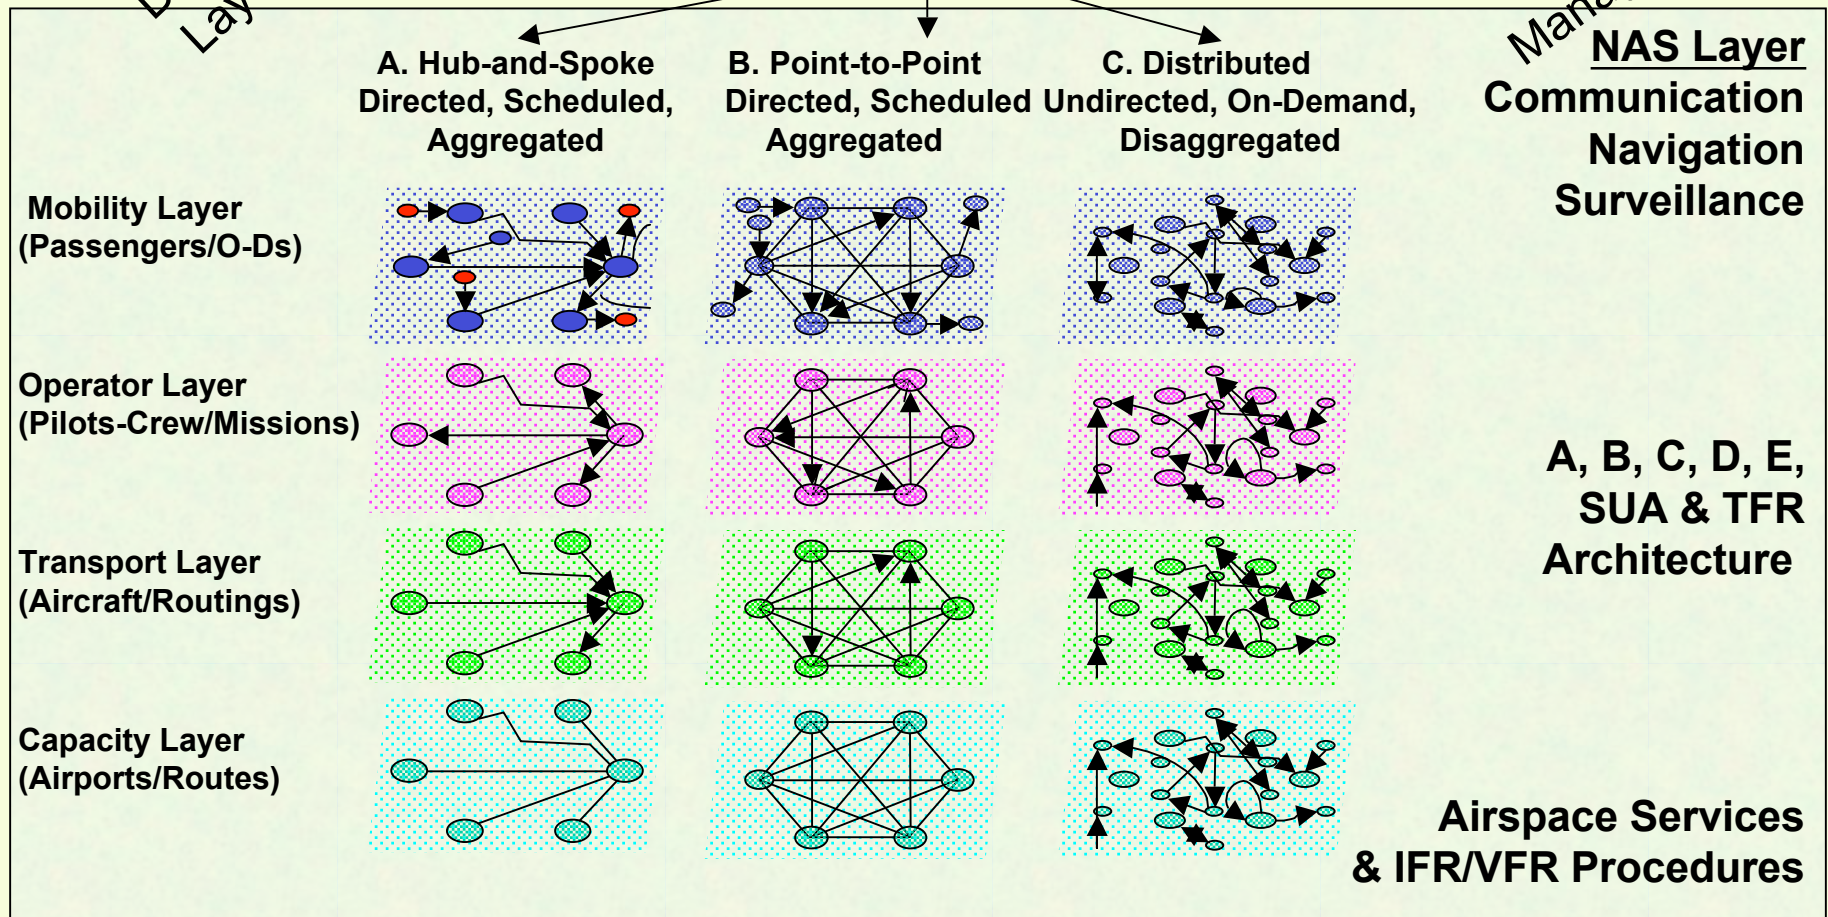 Lay
Mana
NAS Layer
Communication
Navigation
Surveillance
A. Hub-and-Spoke
Directed, Scheduled,
Aggregated
B. Point-to-Point
Directed, Scheduled
Aggregated
C. Distributed
Undirected, On-Demand,
Disaggregated
Mobility Layer
(Passengers/O-Ds)
Operator Layer
(Pilots-Crew/Missions)
A, B, C, D, E,
SUA & TFR
Architecture
Transport Layer
(Aircraft/Routings)
Capacity Layer
(Airports/Routes)
Airspace Services
& IFR/VFR Procedures